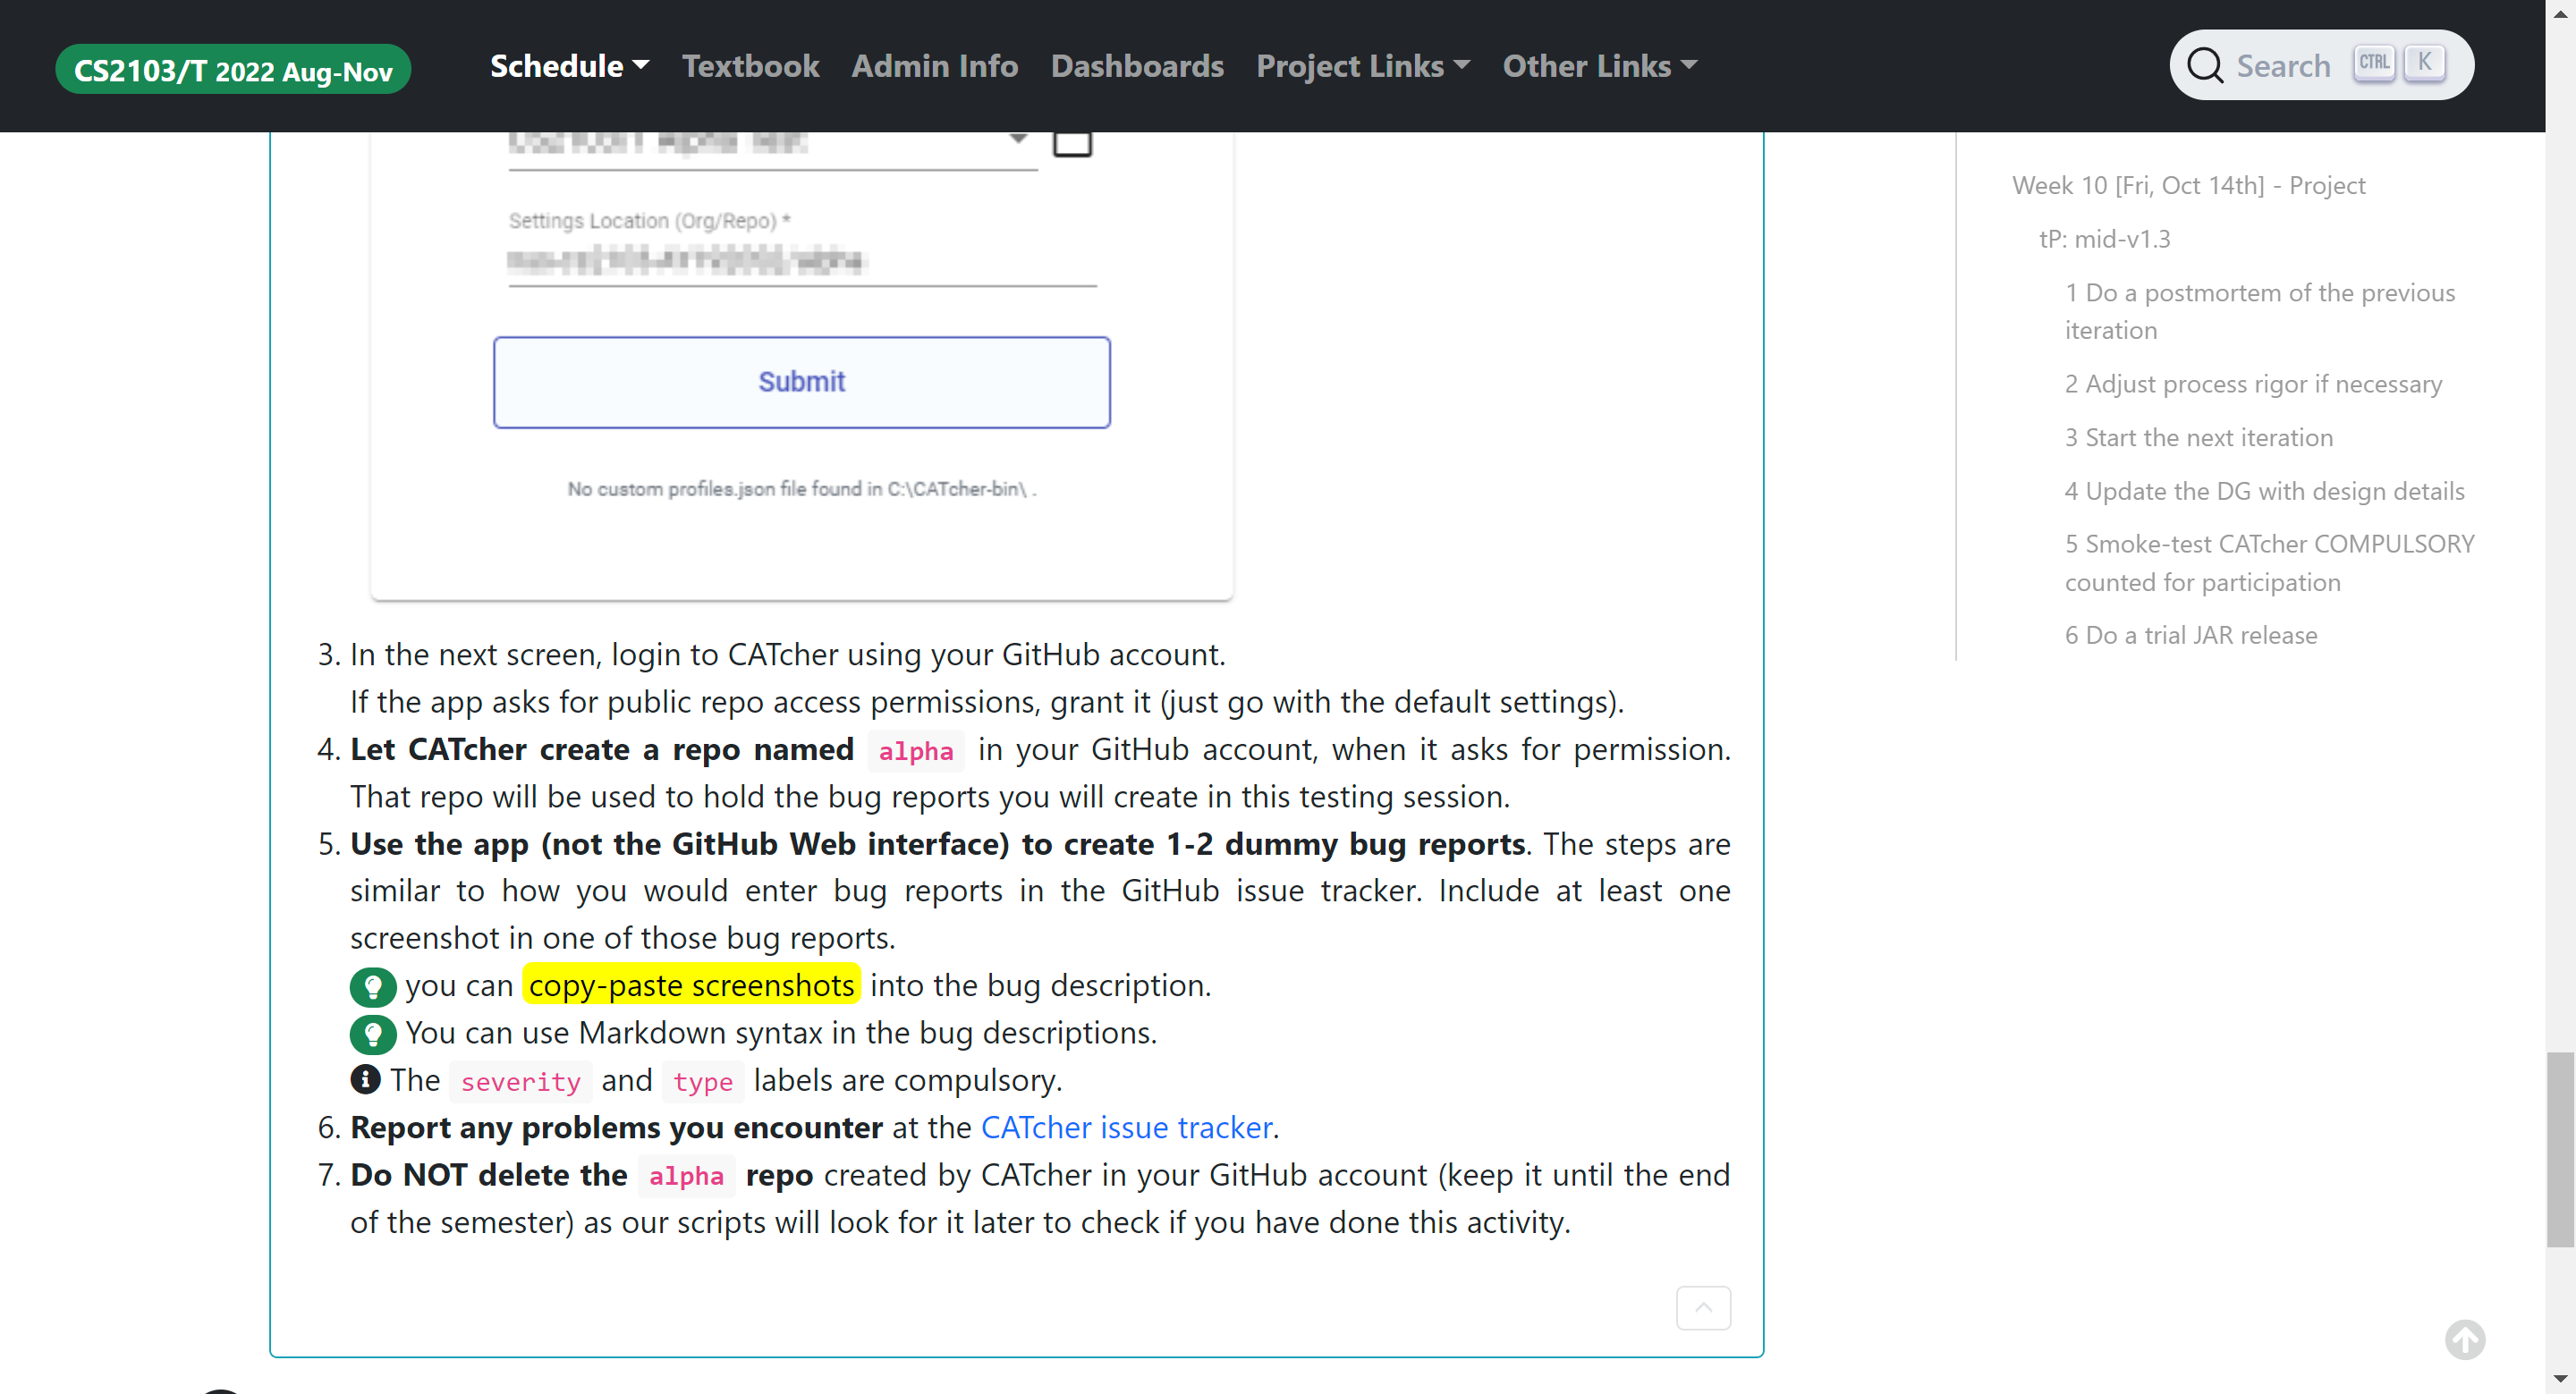 CS2103/T 2022 Aug-Nov
Schedule
Textbook
Admin Info
Dashboards
Project Links
Other Links
Search
CTRL
K
Settings Location (Org/Repo) *
Submit
No custom profiles.json file found in C:\CATcher-bin\ .
3. In the next screen, login to CATcher using your GitHub account.
If the app asks for public repo access permissions, grant it (just go with the default settings).
4. Let CATcher create a repo named alpha in your GitHub account, when it asks for permission.
That repo will be used to hold the bug reports you will create in this testing session.
5. Use the app (not the GitHub Web interface) to create 1-2 dummy bug reports. The steps are
similar to how you would enter bug reports in the GitHub issue tracker. Include at least one
screenshot in one of those bug reports.
you can copy-paste screenshots into the bug description.
You can use Markdown syntax in the bug descriptions.
The severity and type labels are compulsory.
6. Report any problems you encounter at the CATcher issue tracker.
7. Do NOT delete the alpha repo created by CATcher in your GitHub account (keep it until the end
of the semester) as our scripts will look for it later to check if you have done this activity.
Week 10 [Fri, Oct 14th] - Project
tP: mid-v1.3
1 Do a postmortem of the previous
iteration
2 Adjust process rigor if necessary
3 Start the next iteration
4 Update the DG with design details
5 Smoke-test CATcher COMPULSORY
counted for participation
6 Do a trial JAR release